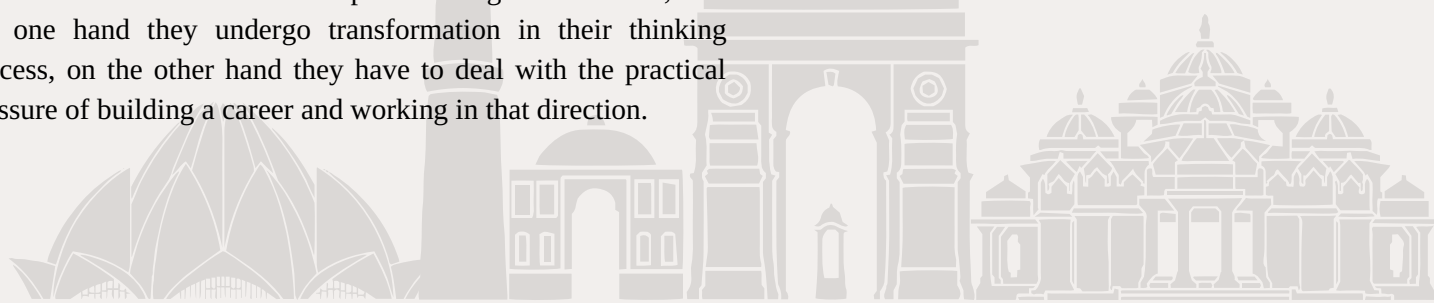 one hand they undergo transformation in their thinking
cess, on the other hand they have to deal with the practical
ssure of building a career and working in that direction.